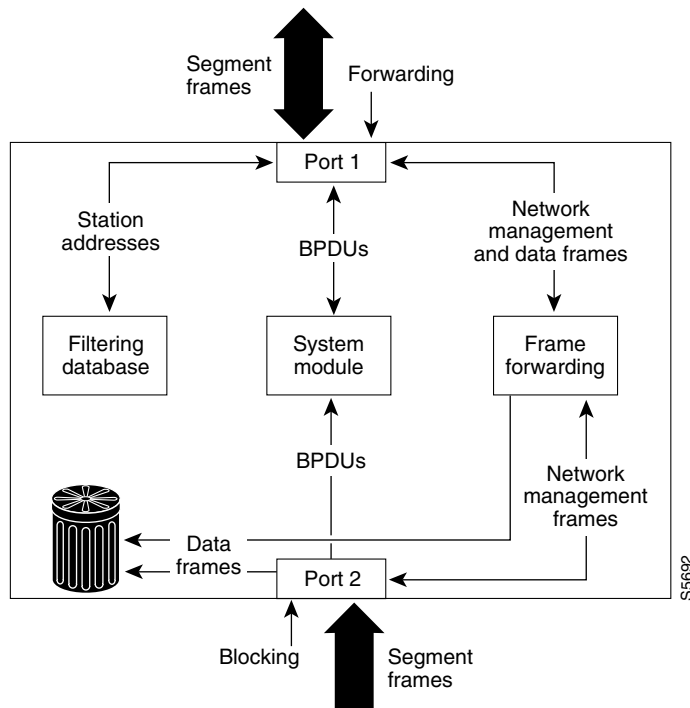 Segment
frames
Forwarding
Port 1
Station
addresses
BPDUs
Network
management
and data frames
Filtering
database
System
module
Frame
forwarding
BPDUs
Network
management
frames
Data
frames
Port 2
Blocking
Segment
frames
S5692